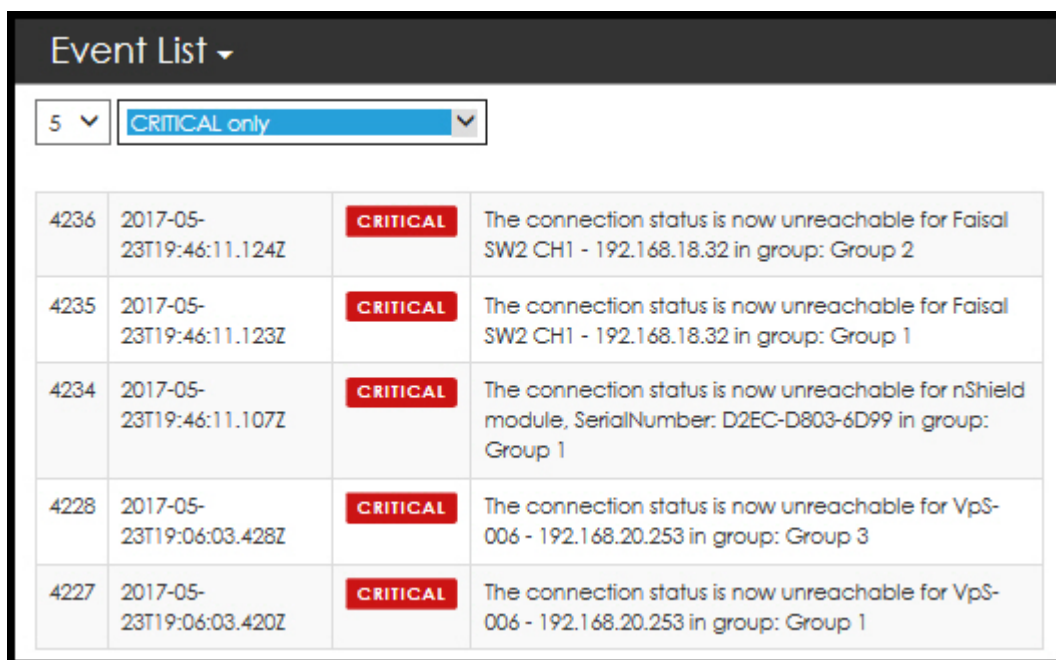 Event List
5 CRITICAL only
4236 2017-05- CRITICAL The connection status is now unreachable for Faisal
23T19:46:11.124Z SW2 CH1 - 192.168.18.32 in group: Group 2
4235 2017-05- CRITICAL The connection status is now unreachable for Faisal
23T19:46:11.123Z SW2 CH1 - 192.168.18.32 in group: Group 1
4234 2017-05- CRITICAL The connection status is now unreachable for nShield
23T19:46:11.107Z module, SerialNumber: D2EC-D803-6D99 in group:
Group 1
4228 2017-05- CRITICAL The connection status is now unreachable for VpS-
23T19:06:03.428Z 006 - 192.168.20.253 in group: Group 3
4227 2017-05- CRITICAL The connection status is now unreachable for VpS-
23T19:06:03.420Z 006 - 192.168.20.253 in group: Group 1